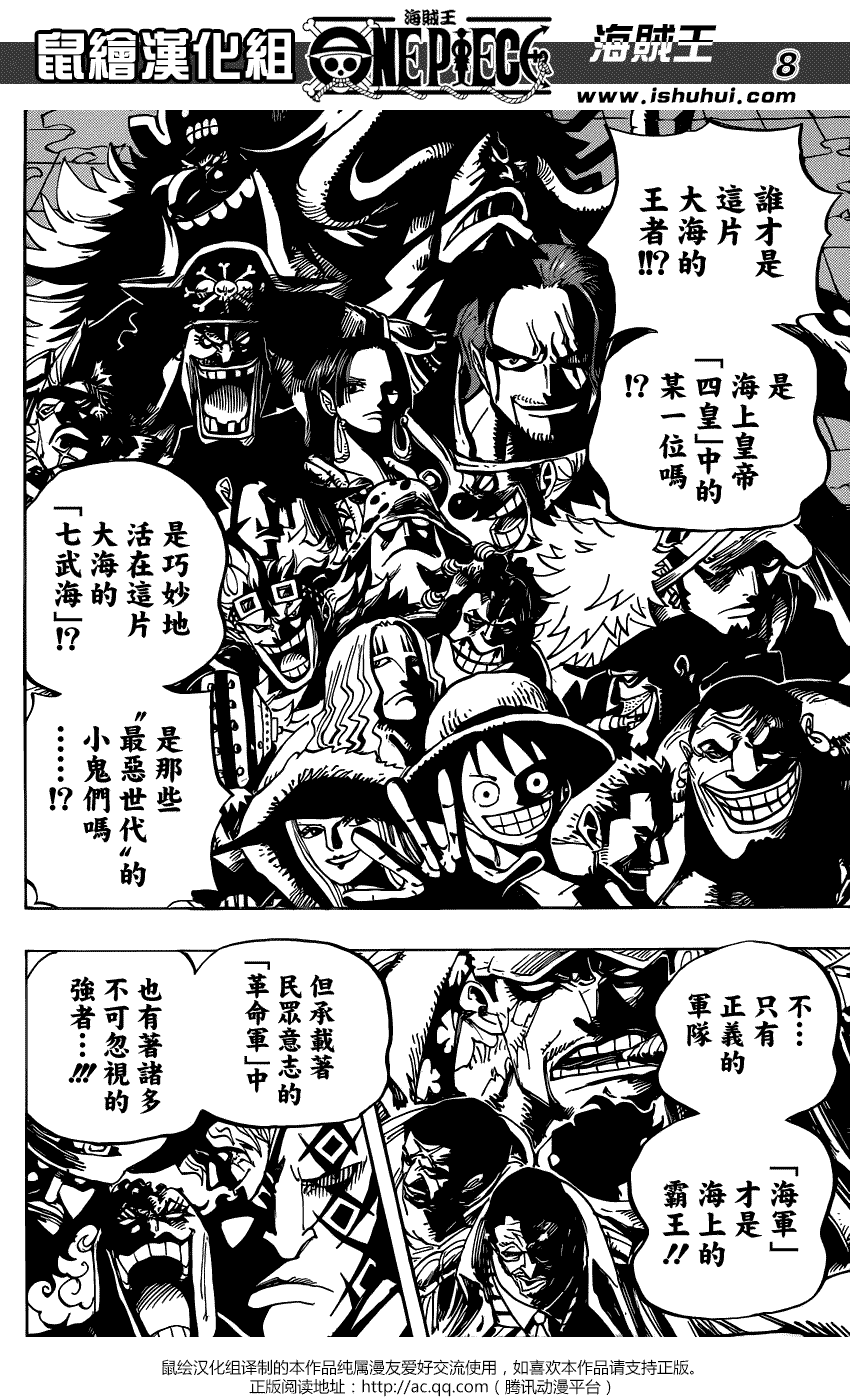 鼠繪漢化組
海賊王
ONE PIECE
海賊王
8
www.ishuhui.com
誰才是
這片
大海的
王者!!?
是
海上皇帝
「四皇」中的
某一位嗎
!?
是巧妙地
活在這片
大海的
「七武海」!?
是那些
〝最惡世代〞的
小鬼們嗎
……!?
不…
只有
正義的
軍隊
「海軍」
才是
海上的
霸王!!
但承載著
民眾意志的
「革命軍」中
也有著諸多
不可忽視的
強者…!!!
鼠绘汉化组译制的本作品纯属漫友爱好交流使用，如喜欢本作品请支持正版。
正版阅读地址：http://ac.qq.com（腾讯动漫平台）